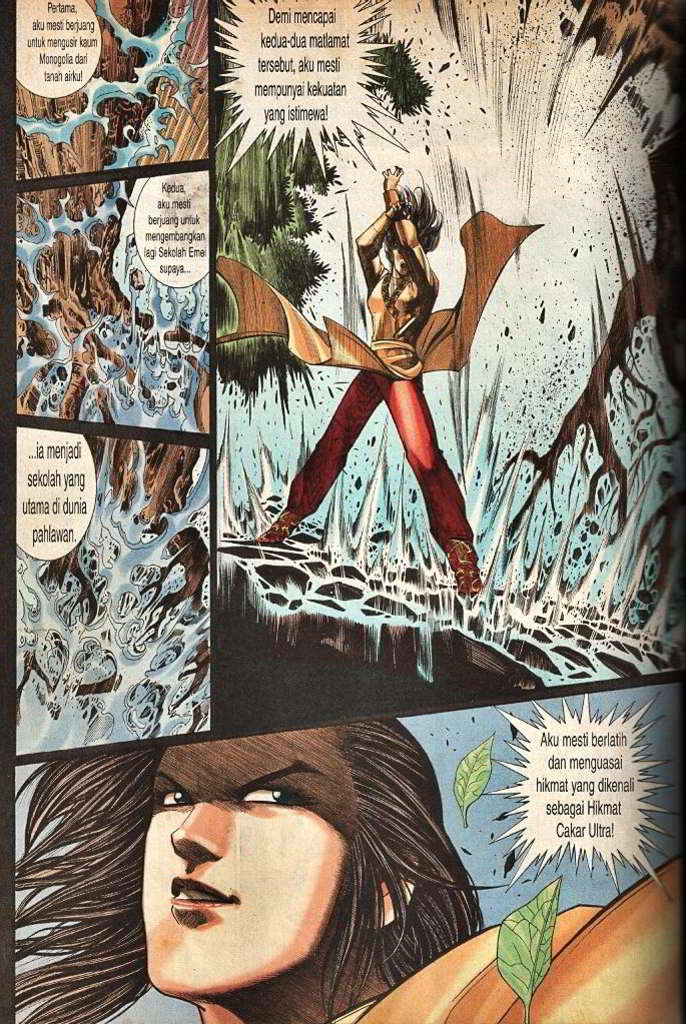 Pertama,
aku mesti berjuang
untuk mengusir kaum
Monogolia dari
tanah airku!
Kedua,
aku mesti
berjuang untuk
mengembangkan
lagi Sekolah Emei
supaya...
...ia menjadi
sekolah yang
utama di dunia
pahlawan.
Demi mencapai
kedua-dua matlamat
tersebut, aku mesti
mempunyai kekuatan
yang istimewa!
Aku mesti berlatih
dan menguasai
hikmat yang dikenali
sebagai Hikmat
Cakar Ultra!